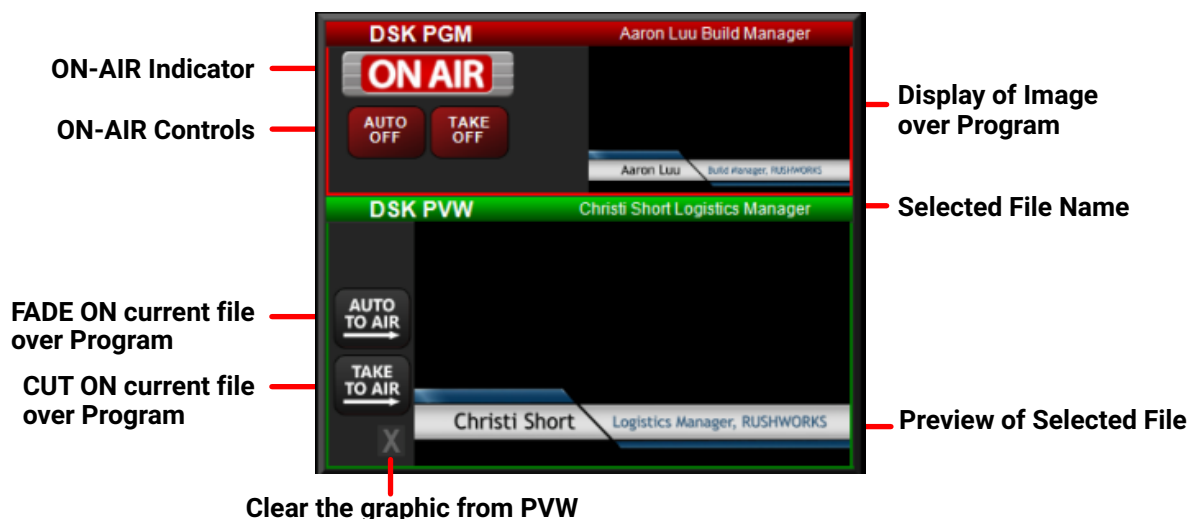 DSK PGM Aaron Luu Build Manager
ON-AIR Indicator
ON AIR
Display of Image
over Program
ON-AIR Controls
AUTO
OFF
TAKE
OFF
Aaron Luu Build Manager, RUSHWORKS
DSK PVW Christi Short Logistics Manager
Selected File Name
FADE ON current file
over Program
AUTO
TO AIR
CUT ON current file
over Program
TAKE
TO AIR
Christi Short Logistics Manager, RUSHWORKS
Preview of Selected File
X
Clear the graphic from PVW